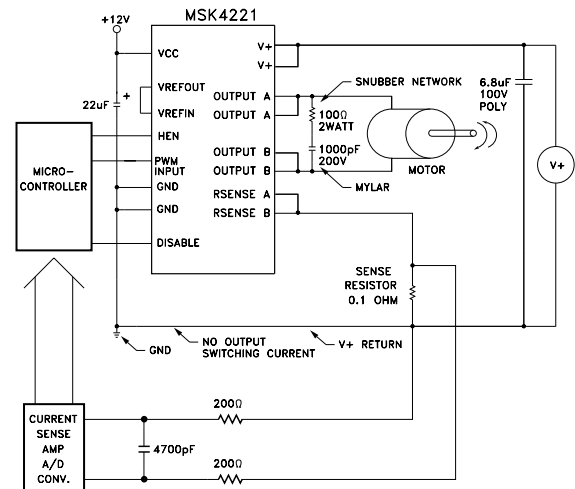 MSK4221
+12V
VCC
VREFOUT
VREFIN
HEN
PWM
INPUT
GND
GND
DISABLE
V+
V+
OUTPUT A
OUTPUT A
OUTPUT B
OUTPUT B
RSENSE A
RSENSE B
+
22uF
MICRO-
CONTROLLER
SNUBBER NETWORK
100Ω
2WATT
1000pF
200V
MYLAR
MOTOR
6.8uF
100V
POLY
V+
SENSE
RESISTOR
0.1 OHM
GND
NO OUTPUT
SWITCHING CURRENT
V+ RETURN
CURRENT
SENSE
AMP
A/D
CONV.
200Ω
4700pF
200Ω